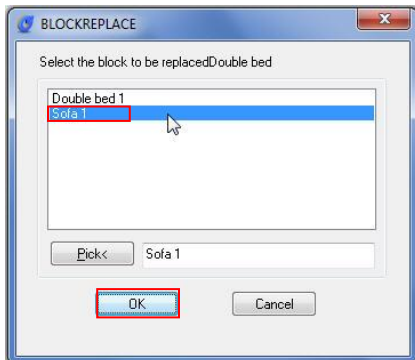 BLOCKREPLACE
Select the block to be replacedDouble bed
Double bed 1
Sofa 1
Pick< Sofa 1
OK Cancel